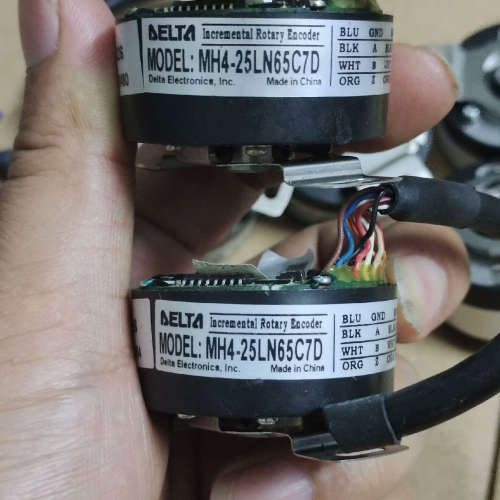 DELTA Incremental Rotary Encoder
MODEL: MH4-25LN65C7D
Delta Electronics, Inc. Made in China
BLU GND
BLK A
WHT B
ORG Z
DELTA Incremental Rotary Encoder
MODEL: MH4-25LN65C7D
Delta Electronics, Inc. Made in China
BLU GND
BLK A
WHT B
ORG Z